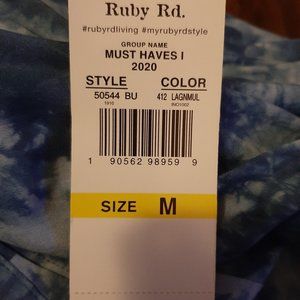 Ruby Rd.
#rubyrdliving #myrubyrdstyle
GROUP NAME
MUST HAVES I
2020
STYLE COLOR
50544 BU 412 LAGNMUL
1 90562 98959 9
SIZE M